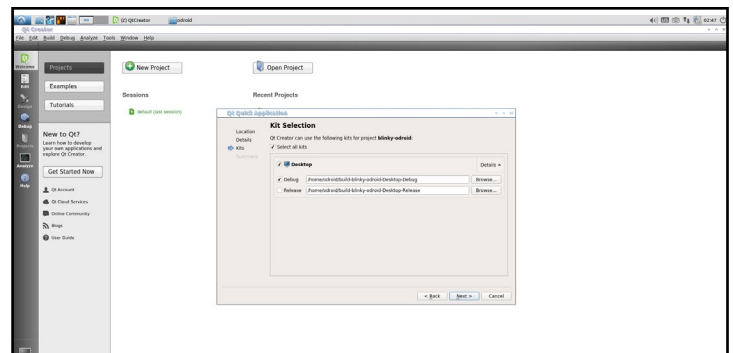 (2) QtCreator
odroid
02:47
Qt Creator
File Edit Build Debug Analyze Tools Window Help
Welcome
Edit
Design
Debug
Projects
Analyze
Help
Projects
Examples
Tutorials
New to Qt?
Learn how to develop
your own applications and
explore Qt Creator.
Get Started Now
Qt Account
Qt Cloud Services
Online Community
Blogs
User Guide
New Project
Open Project
Sessions
Recent Projects
default (last session)
Qt Quick Application
Location
Details
Kits
Summary
Kit Selection
Qt Creator can use the following kits for project blinky-odroid:
Select all kits
Desktop
Details
Debug /home/odroid/build-blinky-odroid-Desktop-Debug Browse...
Release /home/odroid/build-blinky-odroid-Desktop-Release Browse...
< Back Next > Cancel